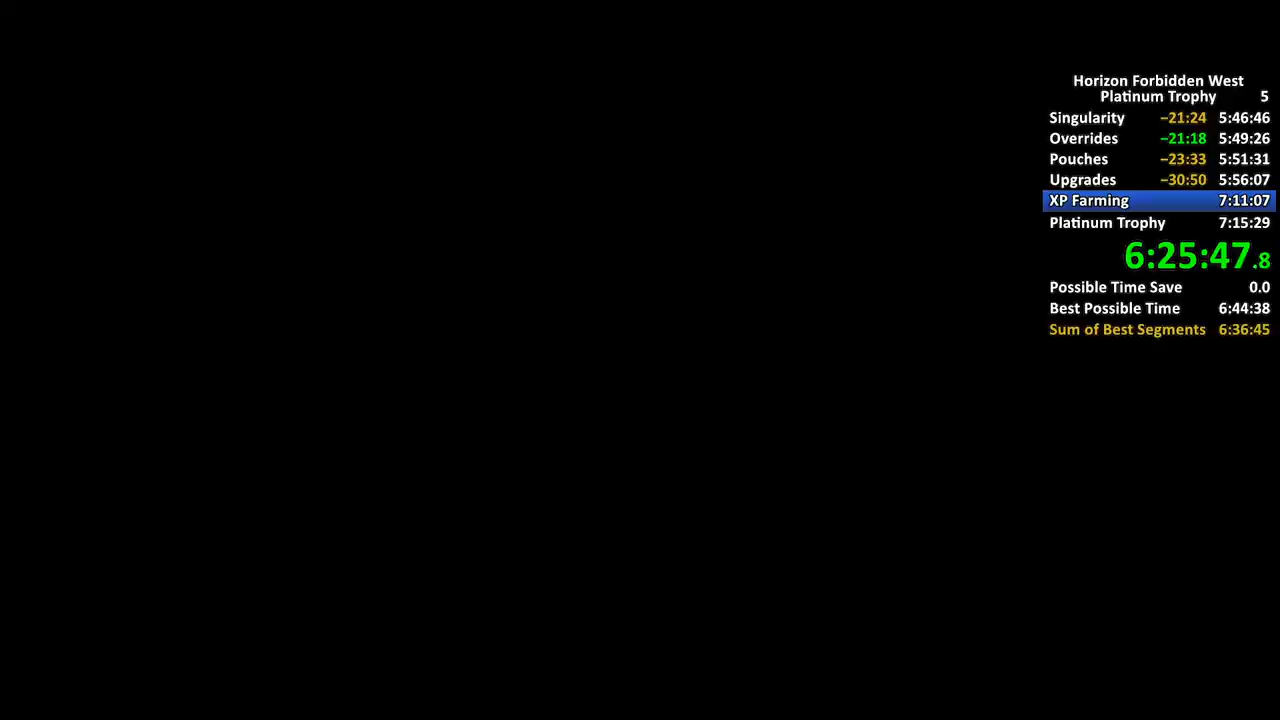 Horizon Forbidden West
Platinum Trophy 5
Singularity −21:24 5:46:46
Overrides −21:18 5:49:26
Pouches −23:33 5:51:31
Upgrades −30:50 5:56:07
XP Farming 7:11:07
Platinum Trophy 7:15:29
6:25:47.8
Possible Time Save 0.0
Best Possible Time 6:44:38
Sum of Best Segments 6:36:45